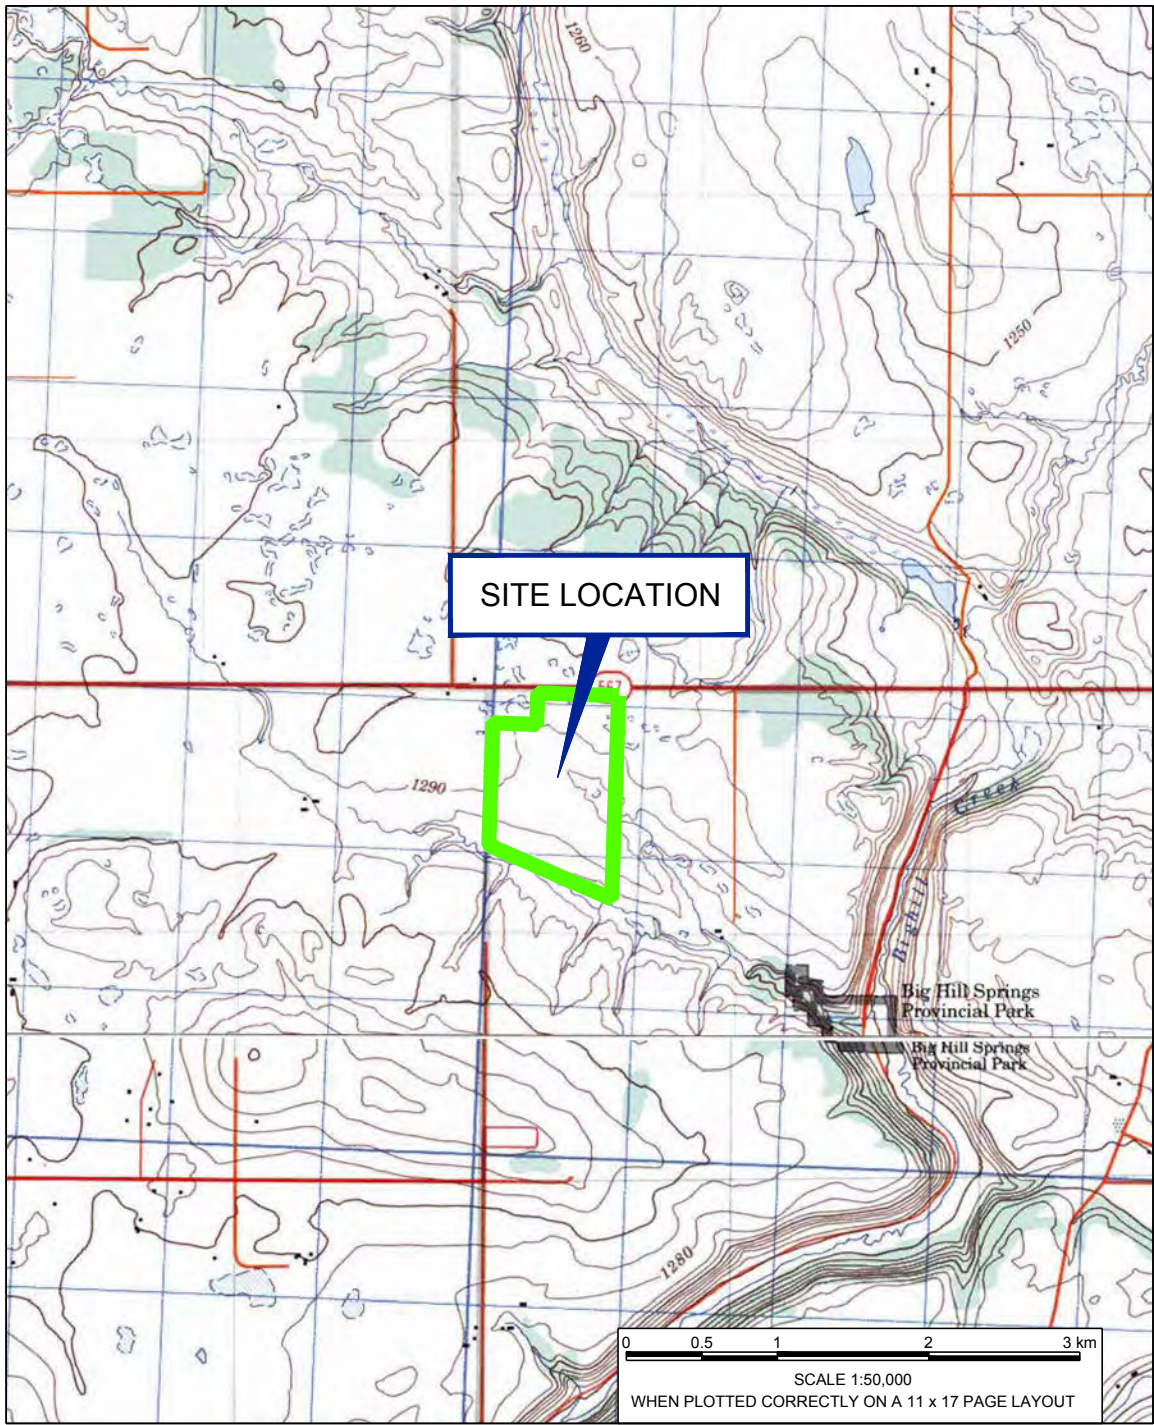 1260
1250
SITE LOCATION
567
1290
Creek
Bighill
Big Hill Springs
Provincial Park
Big Hill Springs
Provincial Park
1280
0 0.5 1 2 3 km
SCALE 1:50,000
WHEN PLOTTED CORRECTLY ON A 11 x 17 PAGE LAYOUT